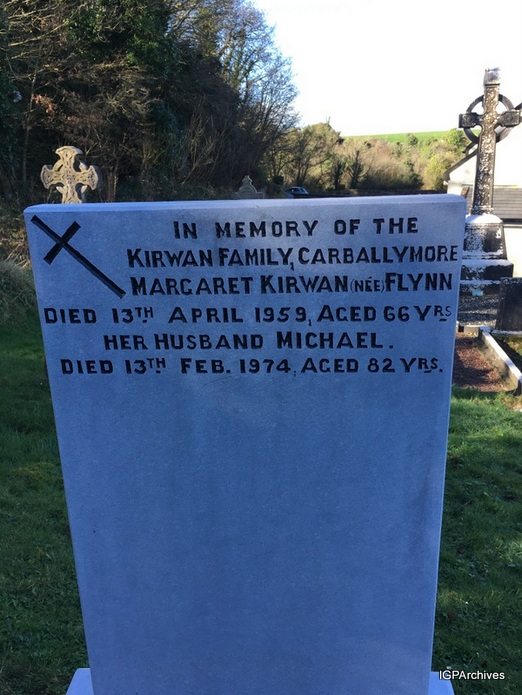 IN MEMORY OF THE
KIRWAN FAMILY, CARBALLYMORE
MARGARET KIRWAN (NÉE) FLYNN
DIED 13TH APRIL 1959, AGED 66 YRS
HER HUSBAND MICHAEL.
DIED 13TH FEB. 1974, AGED 82 YRS.
IGPArchives